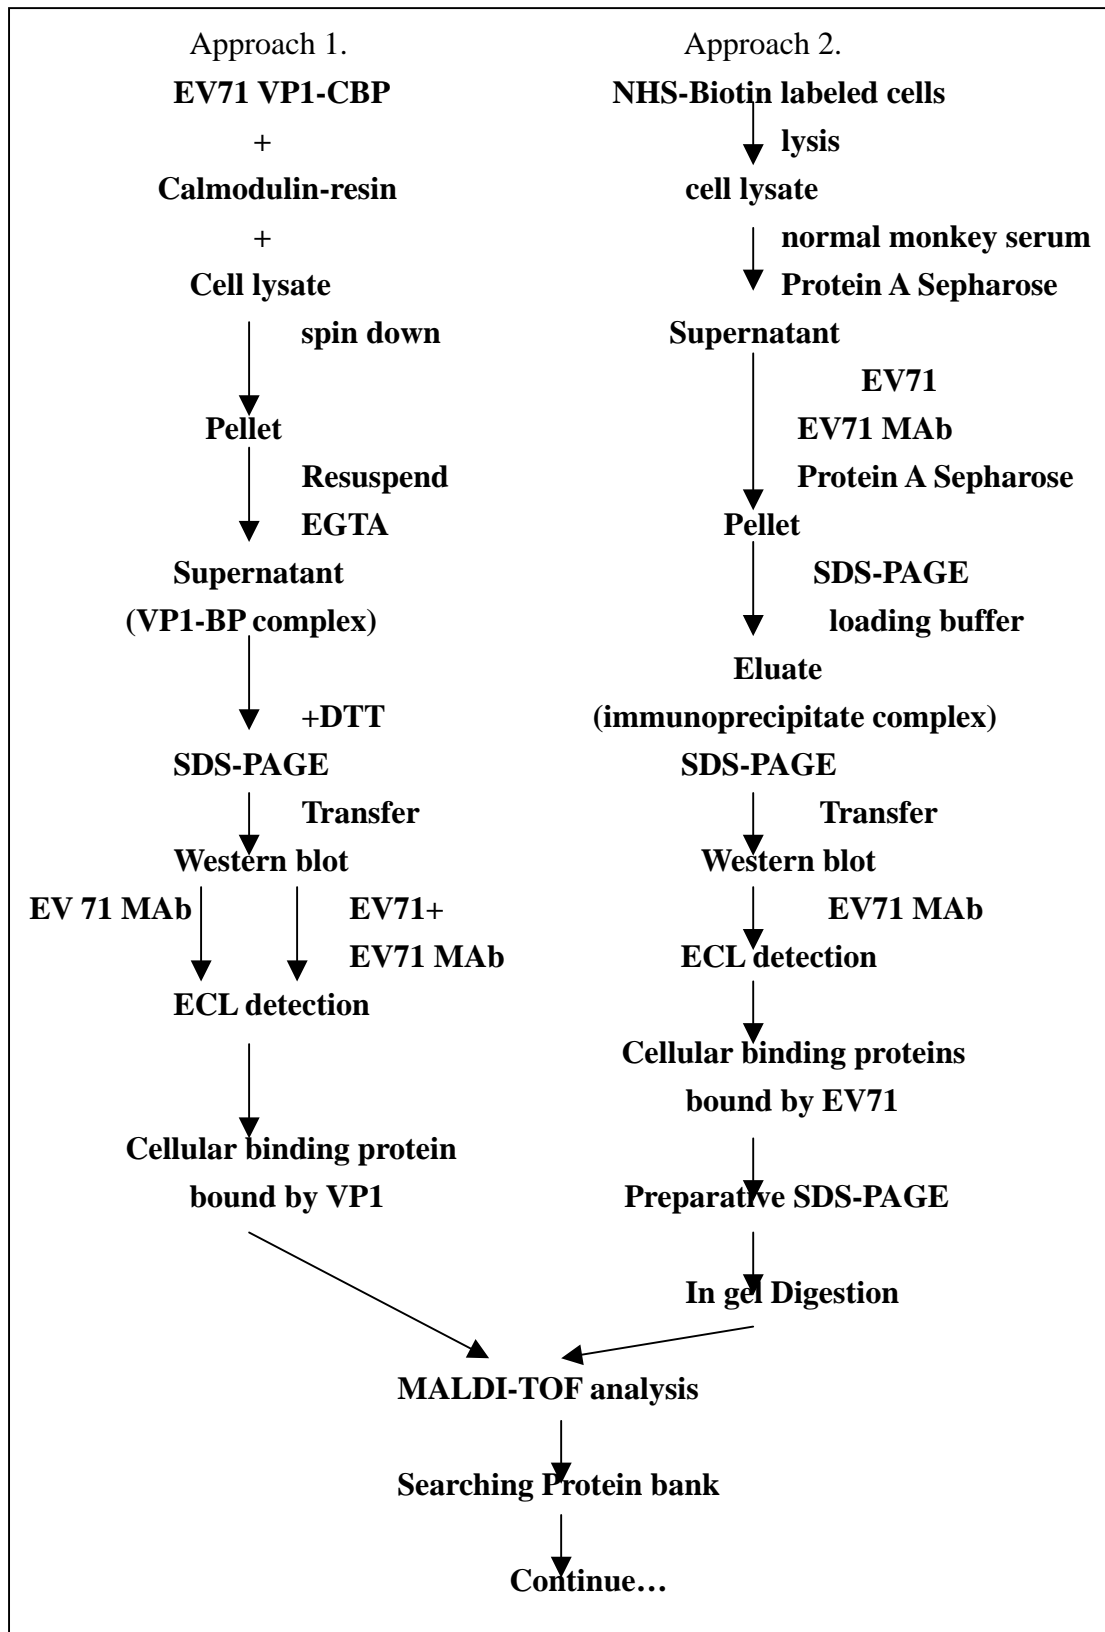 Approach 1.
EV71 VP1-CBP
+
Calmodulin-resin
+
Cell lysate
spin down
Pellet
Resuspend
EGTA
Supernatant
(VP1-BP complex)
+DTT
SDS-PAGE
Transfer
Western blot
EV 71 MAb
EV71+
EV71 MAb
ECL detection
Cellular binding protein
bound by VP1
Approach 2.
NHS-Biotin labeled cells
lysis
cell lysate
normal monkey serum
Protein A Sepharose
Supernatant
EV71
EV71 MAb
Protein A Sepharose
Pellet
SDS-PAGE
loading buffer
Eluate
(immunoprecipitate complex)
SDS-PAGE
Transfer
Western blot
EV71 MAb
ECL detection
Cellular binding proteins
bound by EV71
Preparative SDS-PAGE
In gel Digestion
MALDI-TOF analysis
Searching Protein bank
Continue…